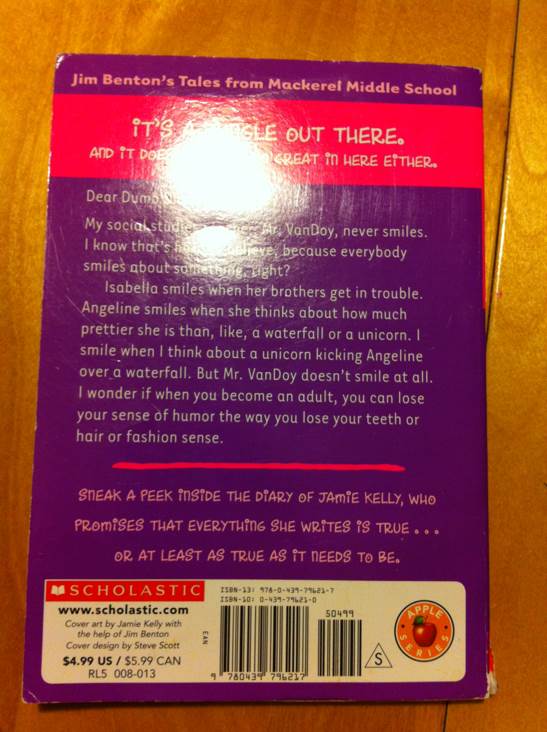 Jim Benton's Tales from Mackerel Middle School
iT'S OUT THERE.
AND iT GREAT iN HERE EiTHER.
Dear Dumb
My social Mr. VanDoy, never smiles.
I know that's because everybody
smiles about something, right?
Isabella smiles when her brothers get in trouble.
Angeline smiles when she thinks about how much
prettier she is than, like, a waterfall or a unicorn. I
smile when I think about a unicorn kicking Angeline
over a waterfall. But Mr. VanDoy doesn't smile at all.
I wonder if when you become an adult, you can lose
your sense of humor the way you lose your teeth or
hair or fashion sense.
SNEAK A PEEK INSIDE THE DIARY OF JAMIE KELLY, WHO
PROMISES THAT EVERYTHING SHE WRITES IS TRUE . . .
OR AT LEAST AS TRUE AS IT NEEDS TO BE.
SCHOLASTIC
www.scholastic.com
Cover art by Jamie Kelly with
the help of Jim Benton
Cover design by Steve Scott
$4.99 US / $5.99 CAN
RL5 008-013
EAN
ISBN-13: 978-0-439-79621-7
ISBN-10: 0-439-79621-0
50499
9 780439 796217
S
APPLE
SERIES